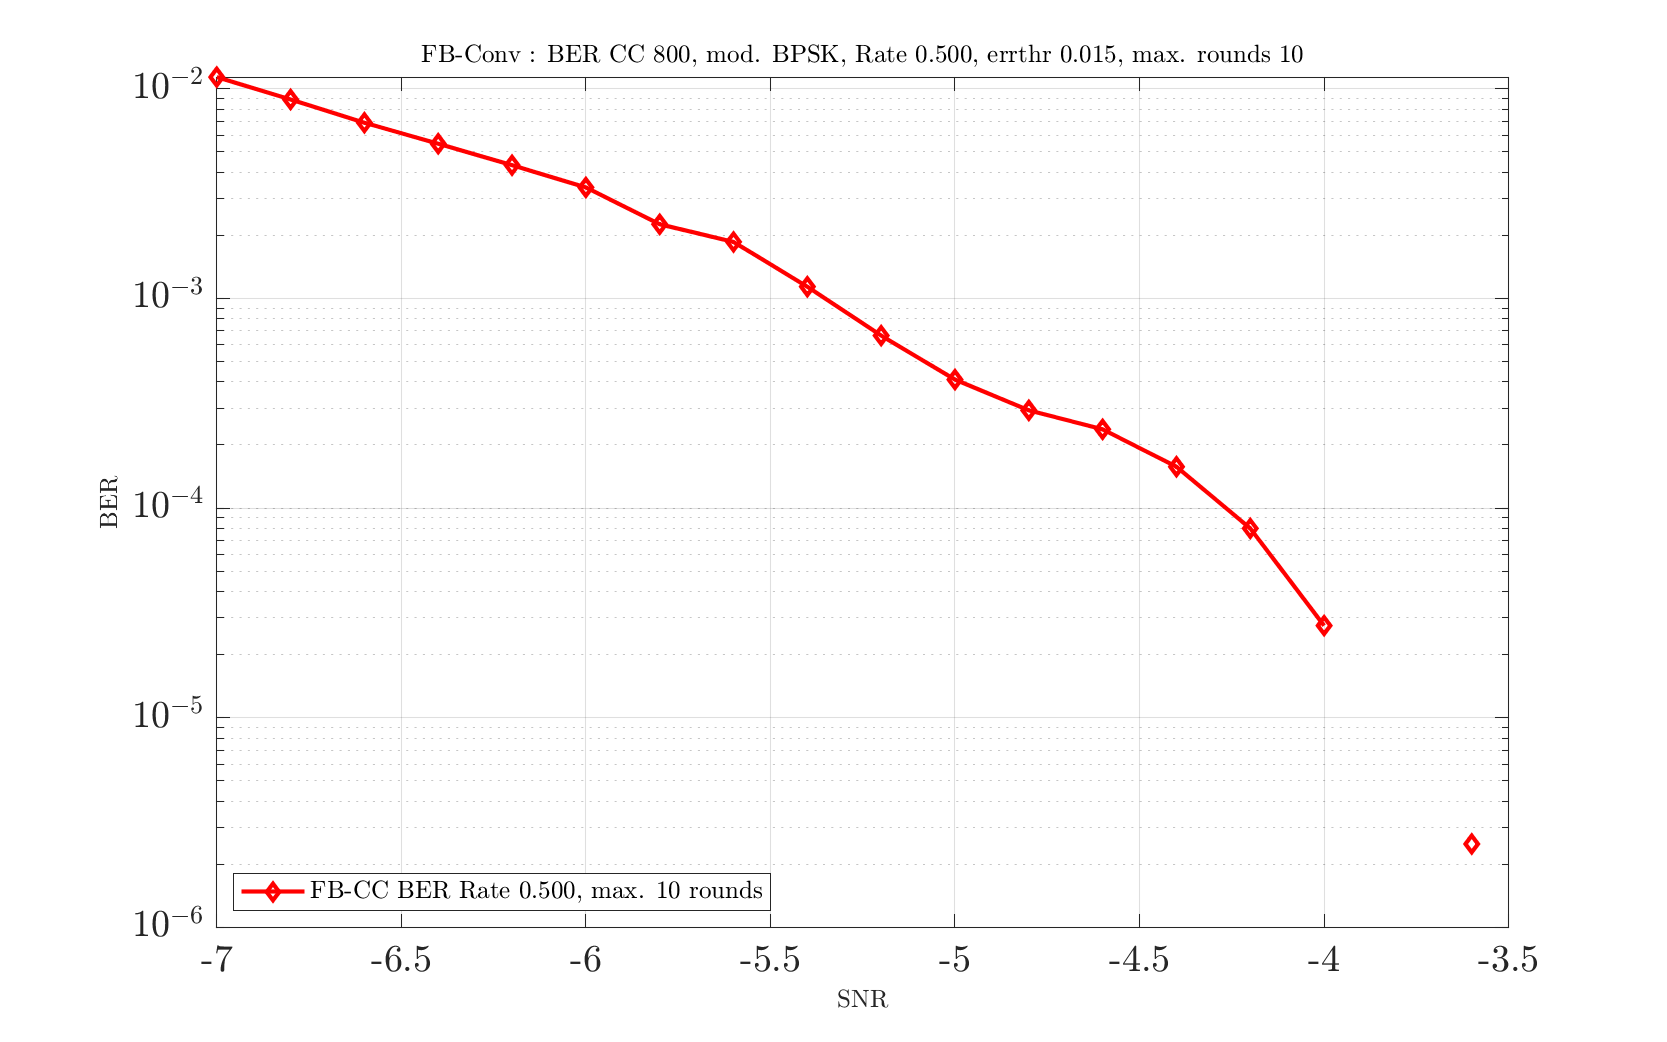 FB-Conv : BER CC 800, mod. BPSK, Rate 0.500, errthr 0.015, max. rounds 10
10⁻²
10⁻³
10⁻⁴
10⁻⁵
10⁻⁶
BER
FB-CC BER Rate 0.500, max. 10 rounds
-7 -6.5 -6 -5.5 -5 -4.5 -4 -3.5
SNR